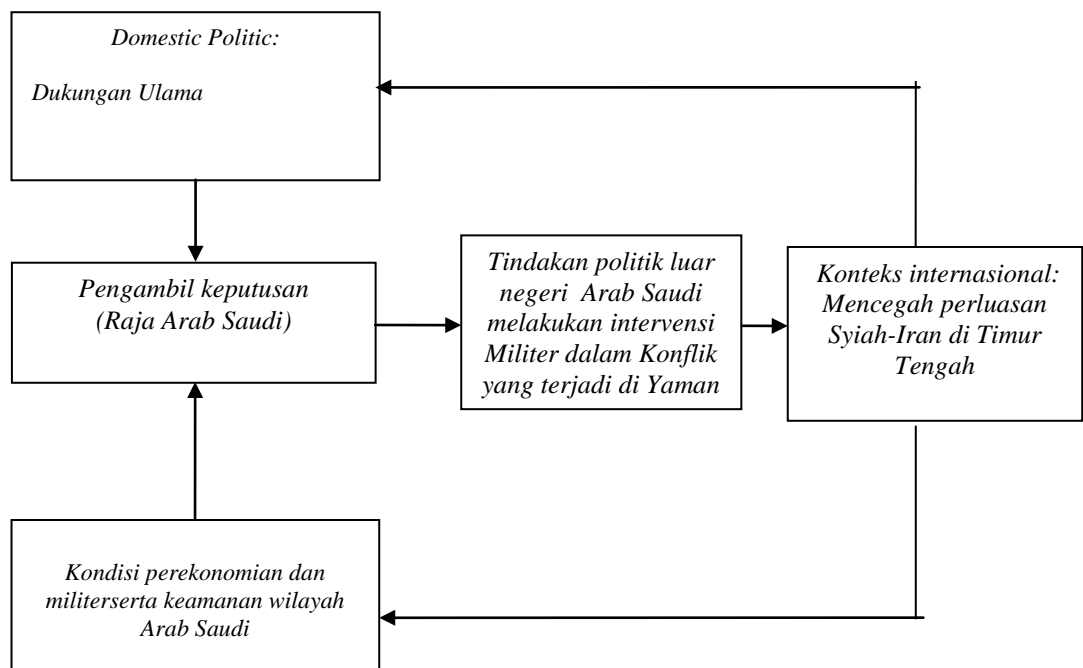 Domestic Politic:
Dukungan Ulama
Pengambil keputusan
(Raja Arab Saudi)
Tindakan politik luar
negeri Arab Saudi
melakukan intervensi
Militer dalam Konflik
yang terjadi di Yaman
Konteks internasional:
Mencegah perluasan
Syiah-Iran di Timur
Tengah
Kondisi perekonomian dan
militerserta keamanan wilayah
Arab Saudi